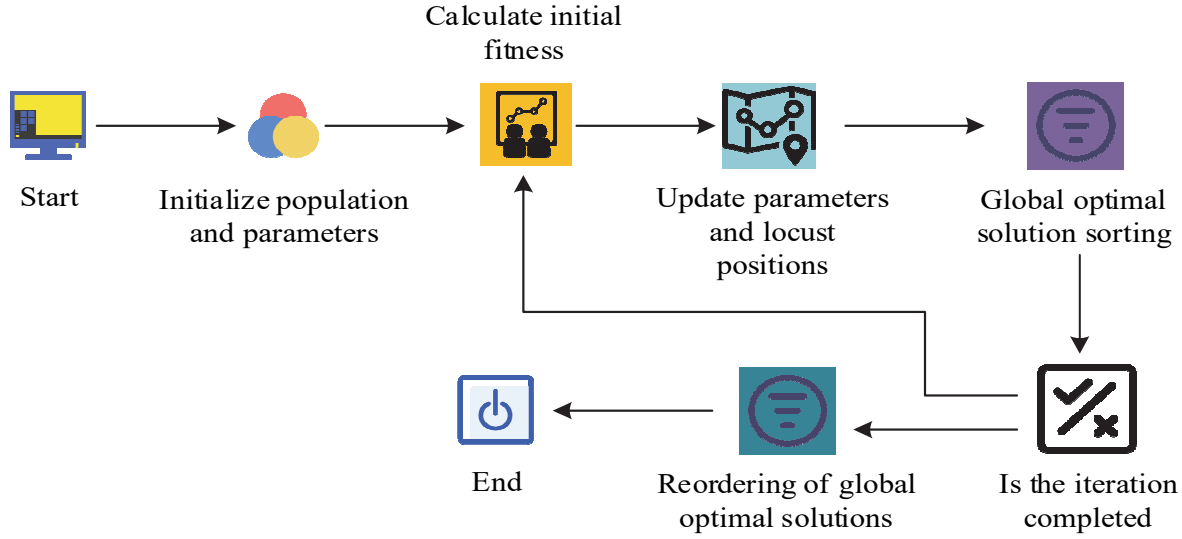 Calculate initial
fitness
Start
Initialize population
and parameters
Update parameters
and locust
positions
Global optimal
solution sorting
End
Reordering of global
optimal solutions
Is the iteration
completed